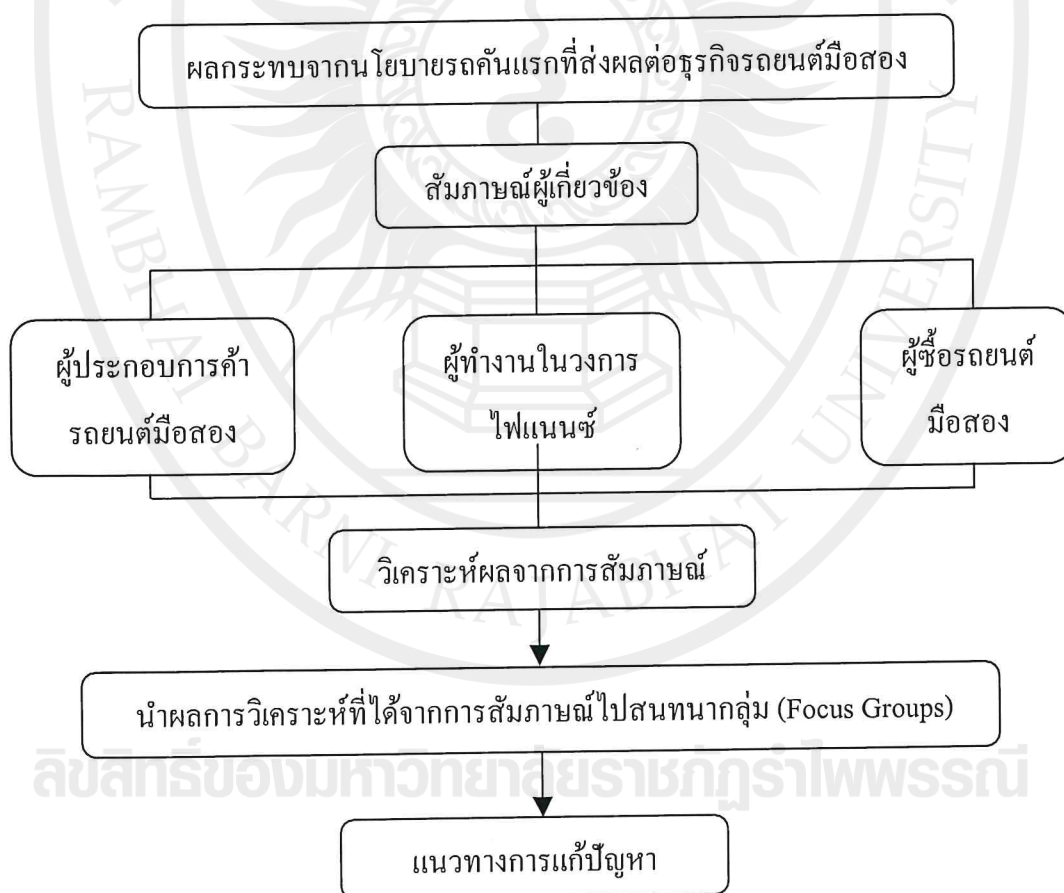 ผลกระทบจากนโยบายรถคันแรกที่ส่งผลต่อธุรกิจรถยนต์มือสอง
สัมภาษณ์ผู้เกี่ยวข้อง
ผู้ประกอบการค้า
รถยนต์มือสอง
ผู้ทำงานในวงการ
ไฟแนนซ์
ผู้ซื้อรถยนต์
มือสอง
วิเคราะห์ผลจากการสัมภาษณ์
นำผลการวิเคราะห์ที่ได้จากการสัมภาษณ์ไปสนทนากลุ่ม (Focus Groups)
แนวทางการแก้ปัญหา
RAMBHAI BARNI RAJABHAT UNIVERSITY
ลิขสิทธิ์ของมหาวิทยาลัยราชภัฏรำไพพรรณี